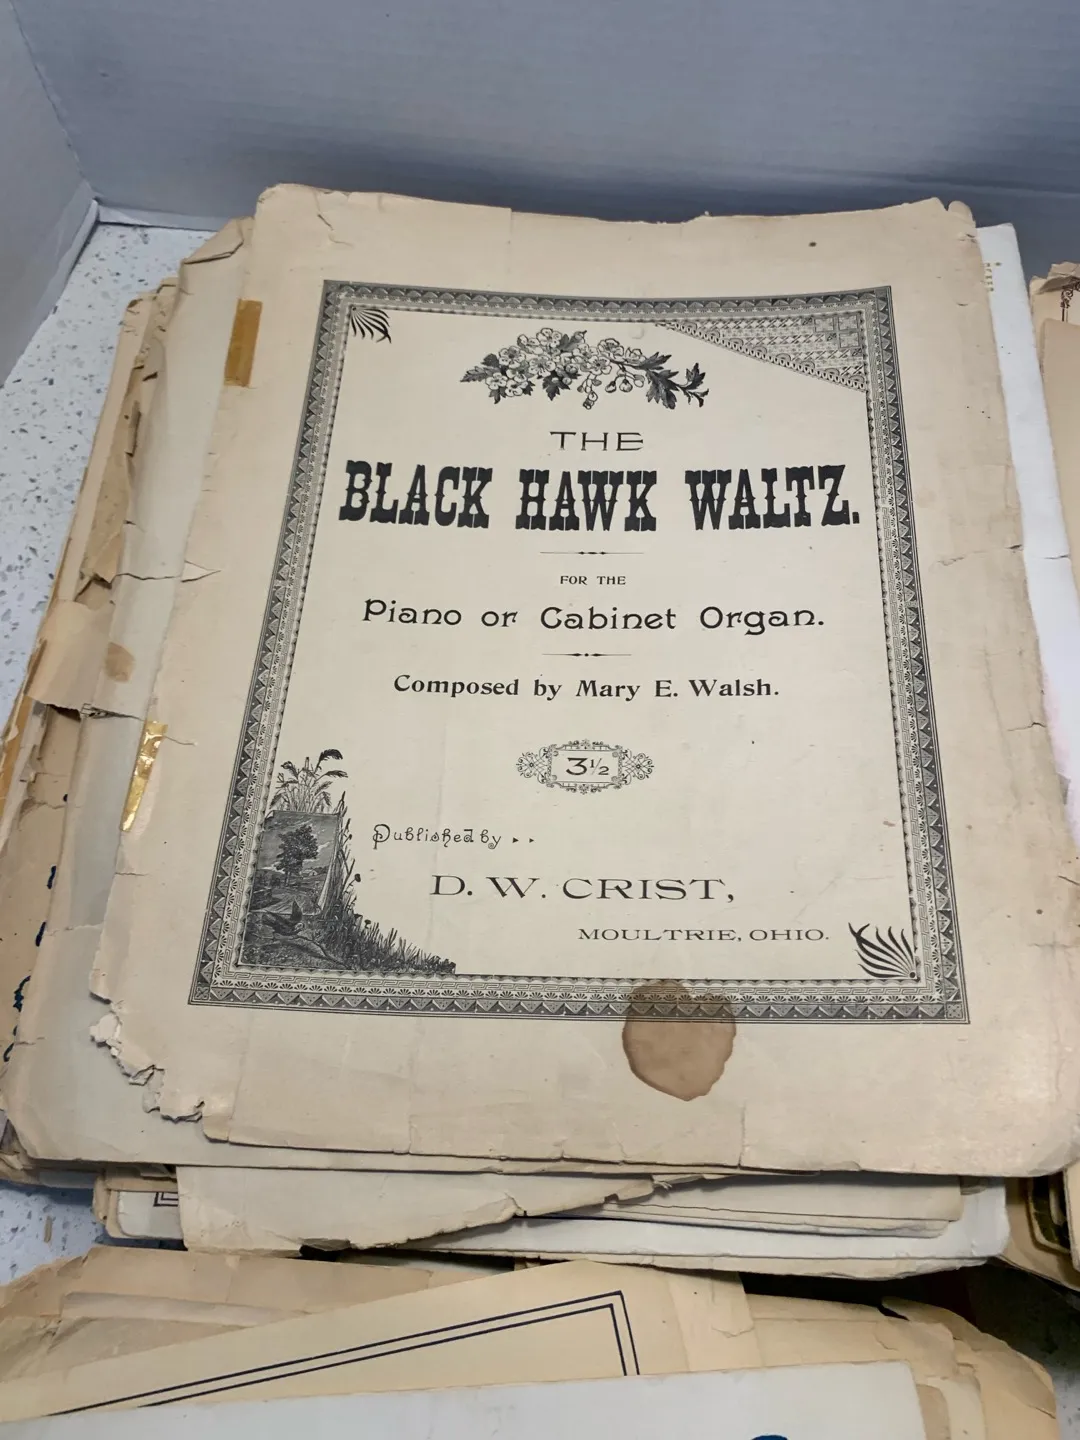 THE
BLACK HAWK WALTZ.
FOR THE
Piano or Cabinet Organ.
Composed by Mary E. Walsh.
3½
Published by
D. W. CRIST,
MOULTRIE, OHIO.